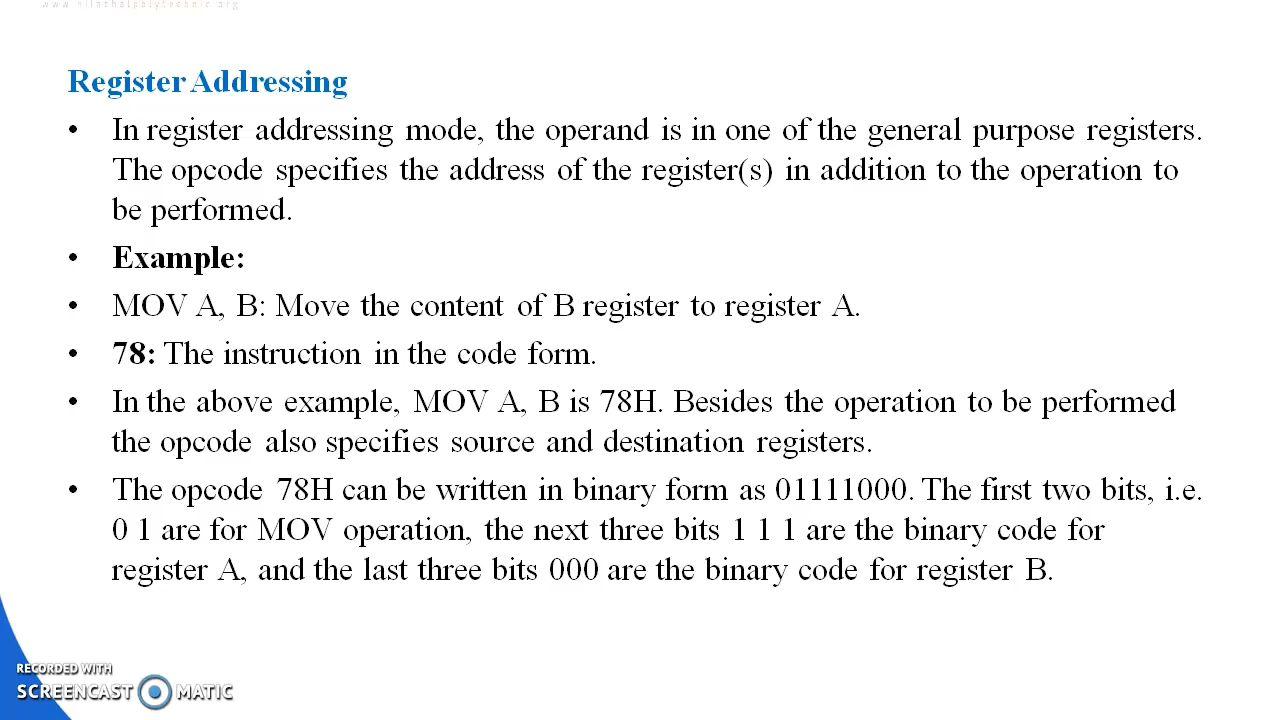 Register Addressing
• In register addressing mode, the operand is in one of the general purpose registers.
The opcode specifies the address of the register(s) in addition to the operation to
be performed.
• Example:
• MOV A, B: Move the content of B register to register A.
• 78: The instruction in the code form.
• In the above example, MOV A, B is 78H. Besides the operation to be performed
the opcode also specifies source and destination registers.
• The opcode 78H can be written in binary form as 01111000. The first two bits, i.e.
0 1 are for MOV operation, the next three bits 1 1 1 are the binary code for
register A, and the last three bits 000 are the binary code for register B.
RECORDED WITH
SCREENCAST MATIC